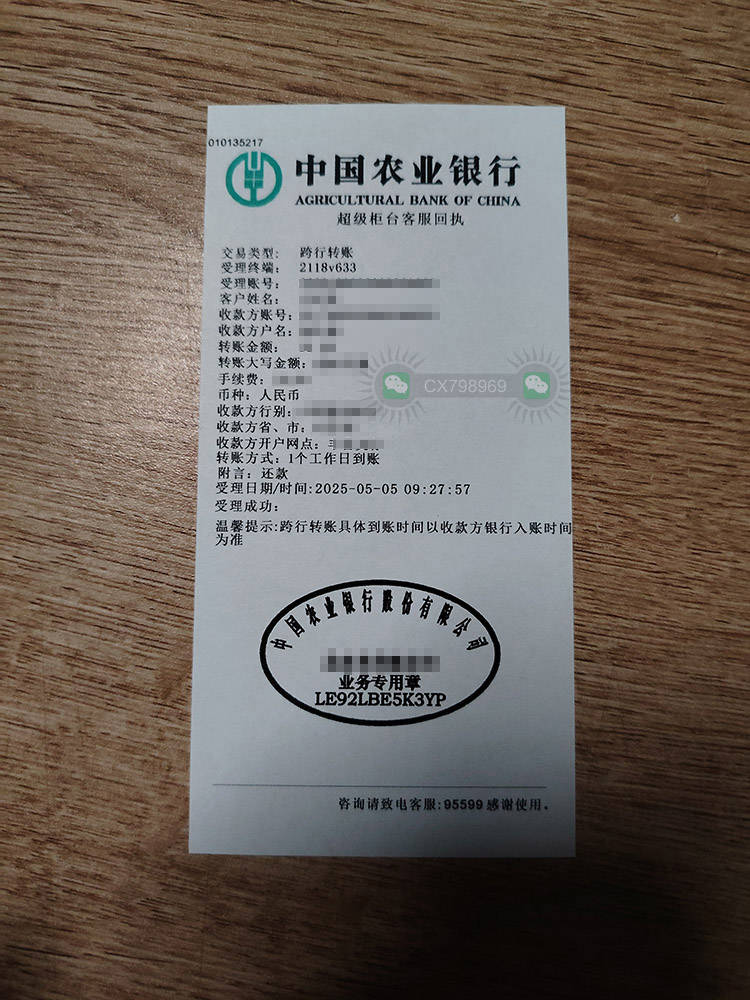 010135217
中国农业银行
AGRICULTURAL BANK OF CHINA
超级柜台客服回执
交易类型: 跨行转账
受理终端: 2118v633
受理账号:
客户姓名:
收款方账号:
收款方户名:
转账金额:
转账大写金额:
手续费:
CX798969
币种: 人民币
收款方行别:
收款方省、市:
收款方开户网点:
转账方式: 1个工作日到账
附言: 还款
受理日期/时间:2025-05-05 09:27:57
受理成功:
温馨提示:跨行转账具体到账时间以收款方银行入账时间
为准
中国农业银行股份有限公司
业务专用章
LE92LBE5K3YP
咨询请致电客服:95599 感谢使用。